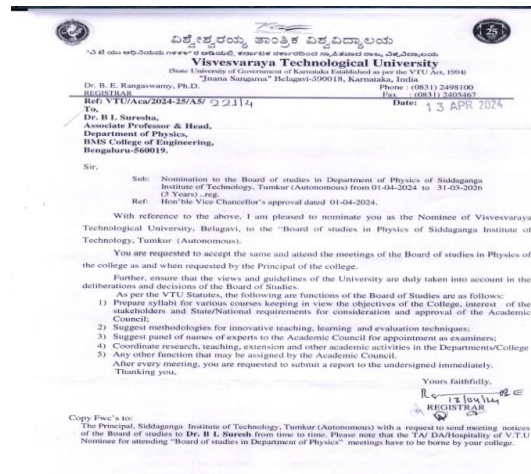 ವಿಶ್ವೇಶ್ವರಯ್ಯ ತಾಂತ್ರಿಕ ವಿಶ್ವವಿದ್ಯಾಲಯ
Visvesvaraya Technological University
(State University of Government of Karnataka Established as per the VTU Act, 1994)
"Jnana Sangama" Belagavi-590018, Karnataka, India
Dr. B. E. Rangaswamy, Ph.D.
REGISTRAR
Phone : (0831) 2498100
Fax : (0831) 2405467
Ref: VTU/Aca/2024-25/A5/
Date: 13 APR 2024
To,
Dr. B L Suresha,
Associate Professor & Head,
Department of Physics,
BMS College of Engineering,
Bengaluru-560019.
Sir,
Sub: Nomination to the Board of studies in Department of Physics of Siddaganga
Institute of Technology, Tumkur (Autonomous) from 01-04-2024 to 31-03-2026
(3 Years) ..reg.
Ref: Hon'ble Vice Chancellor's approval dated 01-04-2024.
With reference to the above, I am pleased to nominate you as the Nominee of Visvesvaraya
Technological University, Belagavi, to the "Board of studies in Physics of Siddaganga Institute of
Technology, Tumkur (Autonomous).
You are requested to accept the same and attend the meetings of the Board of studies in Physics of
the college as and when requested by the Principal of the college.
Further, ensure that the views and guidelines of the University are duly taken into account in the
deliberations and decisions of the Board of Studies.
As per the VTU Statutes, the following are functions of the Board of Studies are as follows:
1) Prepare syllabi for various courses keeping in view the objectives of the College, interest of the
stakeholders and State/National requirements for consideration and approval of the Academic
Council;
2) Suggest methodologies for innovative teaching, learning and evaluation techniques;
3) Suggest panel of names of experts to the Academic Council for appointment as examiners;
4) Coordinate research, teaching, extension and other academic activities in the Departments/College
5) Any other function that may be assigned by the Academic Council.
After every meeting, you are requested to submit a report to the undersigned immediately.
Thanking you,
Yours faithfully,
REGISTRAR
Copy Fwc's to:
The Principal, Siddaganga Institute of Technology, Tumkur (Autonomous) with a request to send meeting notices
of the Board of studies to Dr. B L Suresh from time to time. Please note that the TA/ DA/Hospitality of V.T.U
Nominee for attending "Board of studies in Department of Physics" meetings have to be borne by your college.